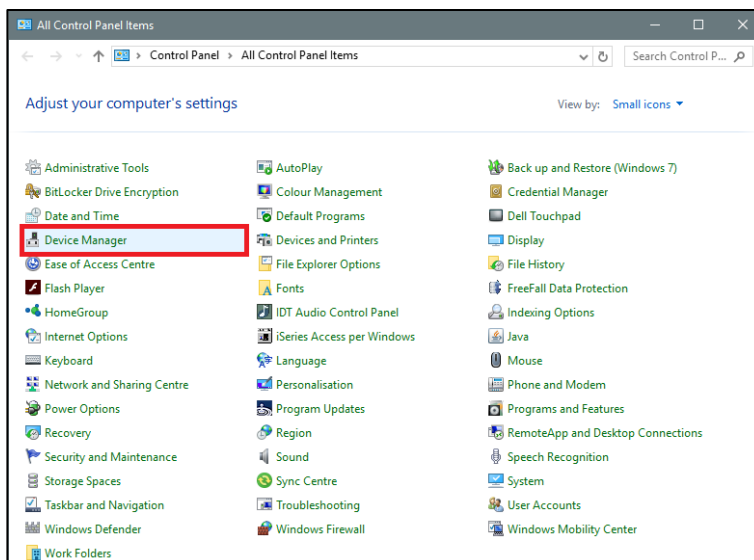 All Control Panel Items
Control Panel > All Control Panel Items
Search Control P...
Adjust your computer's settings
View by: Small icons
Administrative Tools
AutoPlay
Back up and Restore (Windows 7)
BitLocker Drive Encryption
Colour Management
Credential Manager
Date and Time
Default Programs
Dell Touchpad
Device Manager
Devices and Printers
Display
Ease of Access Centre
File Explorer Options
File History
Flash Player
Fonts
FreeFall Data Protection
HomeGroup
IDT Audio Control Panel
Indexing Options
Internet Options
iSeries Access per Windows
Java
Keyboard
Language
Mouse
Network and Sharing Centre
Personalisation
Phone and Modem
Power Options
Program Updates
Programs and Features
Recovery
Region
RemoteApp and Desktop Connections
Security and Maintenance
Sound
Speech Recognition
Storage Spaces
Sync Centre
System
Taskbar and Navigation
Troubleshooting
User Accounts
Windows Defender
Windows Firewall
Windows Mobility Center
Work Folders